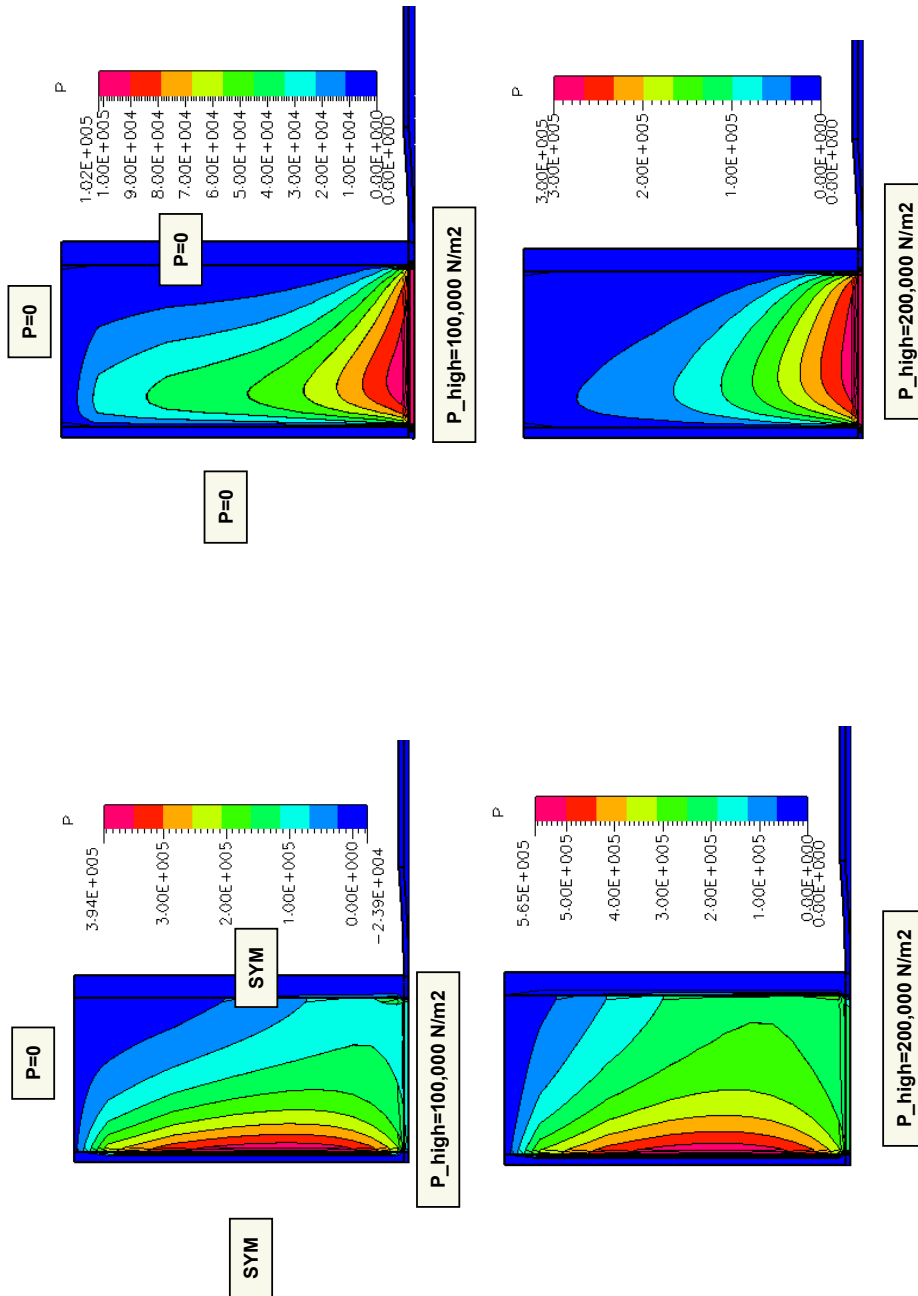 P=0
P
1.02E+005
1.00E+005
9.00E+004
8.00E+004
7.00E+004
6.00E+004
5.00E+004
4.00E+004
3.00E+004
2.00E+004
1.00E+004
0.00E+000
0.00E+000
P=0
P=0
P_high=100,000 N/m2
P
3.00E+005
3.00E+005
2.00E+005
1.00E+005
0.00E+000
0.00E+000
P_high=200,000 N/m2
P=0
P
3.94E+005
3.00E+005
2.00E+005
1.00E+005
0.00E+000
-2.39E+004
SYM
SYM
P_high=100,000 N/m2
P
5.65E+005
5.00E+005
4.00E+005
3.00E+005
2.00E+005
1.00E+005
0.00E+000
0.00E+000
P_high=200,000 N/m2